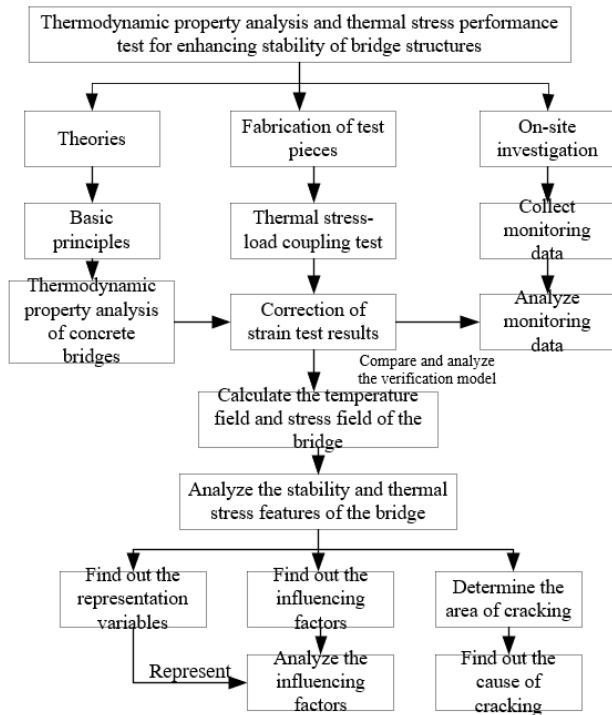 Thermodynamic property analysis and thermal stress performance
test for enhancing stability of bridge structures
Theories
Fabrication of test
pieces
On-site
investigation
Basic
principles
Thermal stress-
load coupling test
Collect
monitoring data
Thermodynamic
property analysis
of concrete
bridges
Correction of
strain test results
Analyze
monitoring data
Compare and analyze
the verification model
Calculate the temperature
field and stress field of the
bridge
Analyze the stability and thermal
stress features of the bridge
Find out the
representation
variables
Find out the
influencing
factors
Determine the
area of cracking
Represent
Analyze the
influencing
factors
Find out the
cause of
cracking